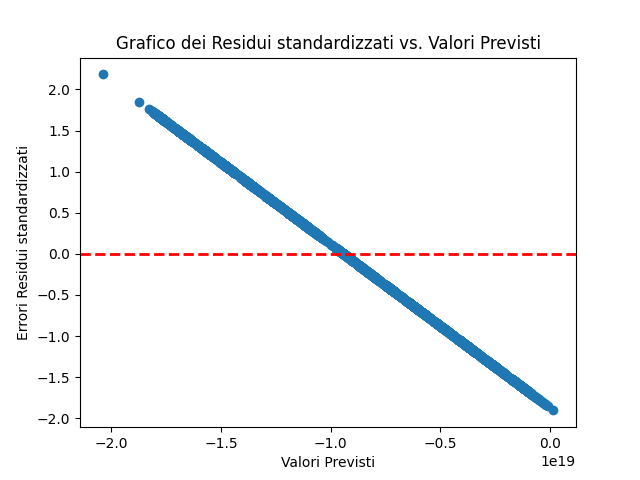 Grafico dei Residui standardizzati vs. Valori Previsti
Errori Residui standardizzati
2.0
1.5
1.0
0.5
0.0
−0.5
−1.0
−1.5
−2.0
−2.0 −1.5 −1.0 −0.5 0.0
1e19
Valori Previsti